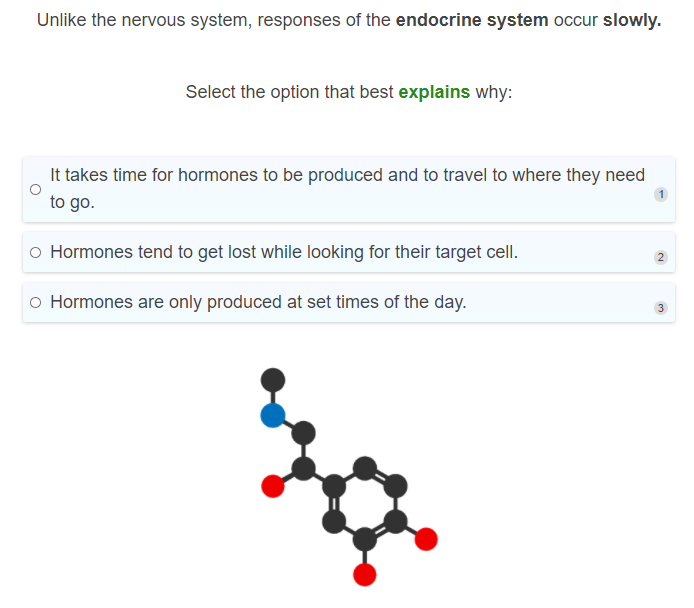 Unlike the nervous system, responses of the endocrine system occur slowly.
Select the option that best explains why:
It takes time for hormones to be produced and to travel to where they need
to go.
1
Hormones tend to get lost while looking for their target cell.
2
Hormones are only produced at set times of the day.
3